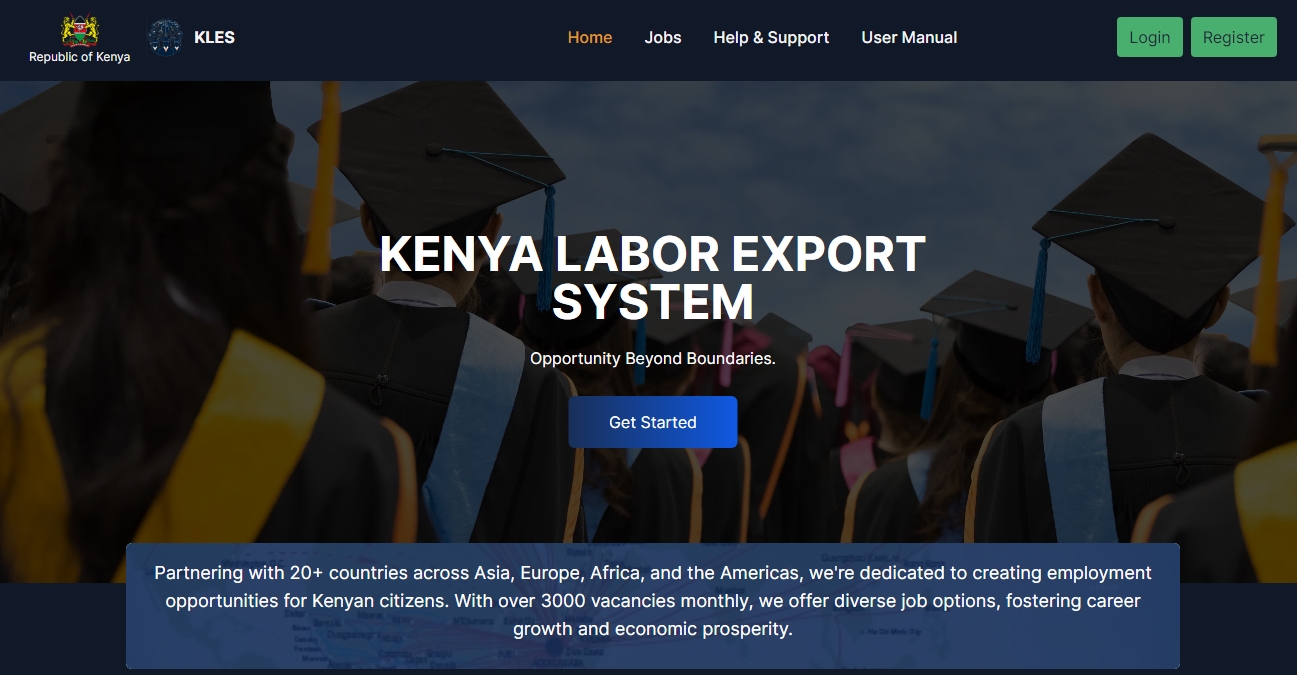 Republic of Kenya
KLES
Home
Jobs
Help & Support
User Manual
Login
Register
KENYA LABOR EXPORT
SYSTEM
Opportunity Beyond Boundaries.
Get Started
Partnering with 20+ countries across Asia, Europe, Africa, and the Americas, we're dedicated to creating employment
opportunities for Kenyan citizens. With over 3000 vacancies monthly, we offer diverse job options, fostering career
growth and economic prosperity.